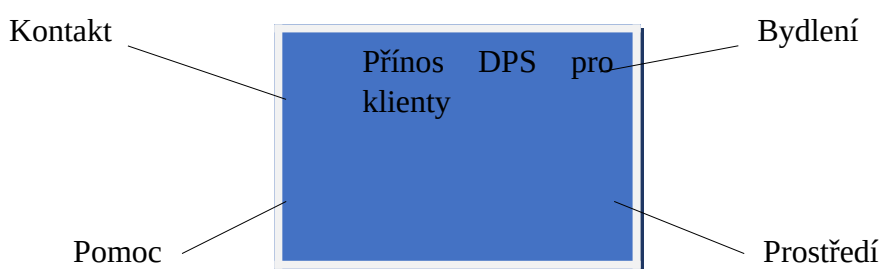 Kontakt
Bydlení
Přínos DPS pro
klienty
Pomoc
Prostředí